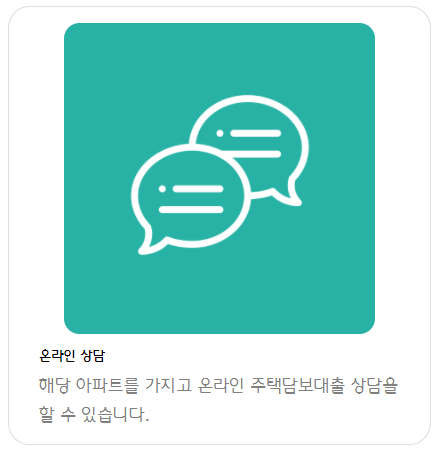 온라인 상담
해당 아파트를 가지고 온라인 주택담보대출 상담을
할 수 있습니다.